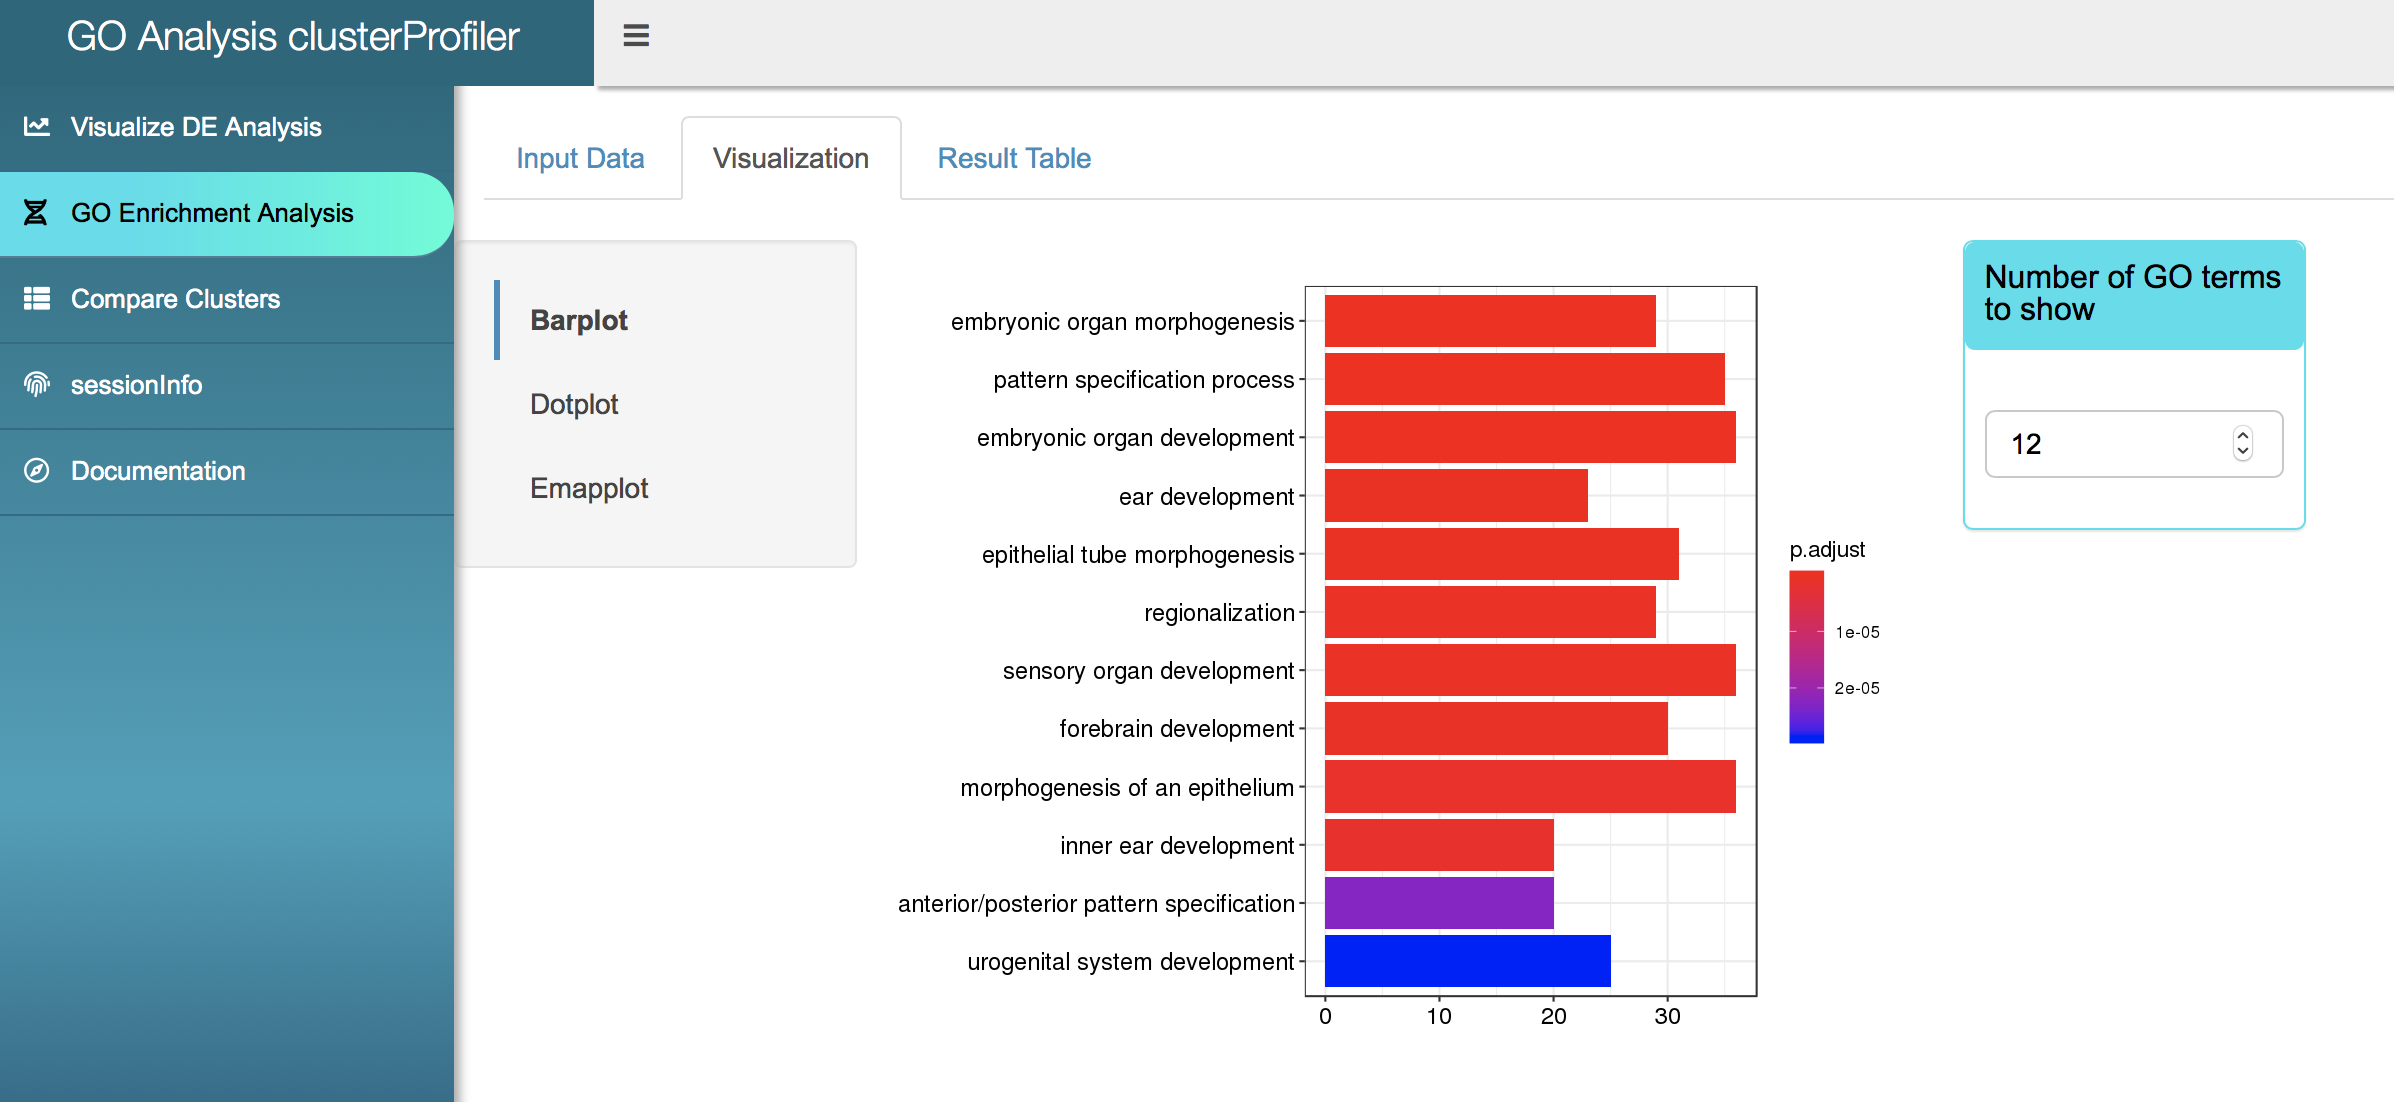 GO Analysis clusterProfiler
Visualize DE Analysis
GO Enrichment Analysis
Compare Clusters
sessionInfo
Documentation
Input Data
Visualization
Result Table
Barplot
Dotplot
Emapplot
embryonic organ morphogenesis
pattern specification process
embryonic organ development
ear development
epithelial tube morphogenesis
regionalization
sensory organ development
forebrain development
morphogenesis of an epithelium
inner ear development
anterior/posterior pattern specification
urogenital system development
0 10 20 30
p.adjust
1e-05
2e-05
Number of GO terms
to show
12